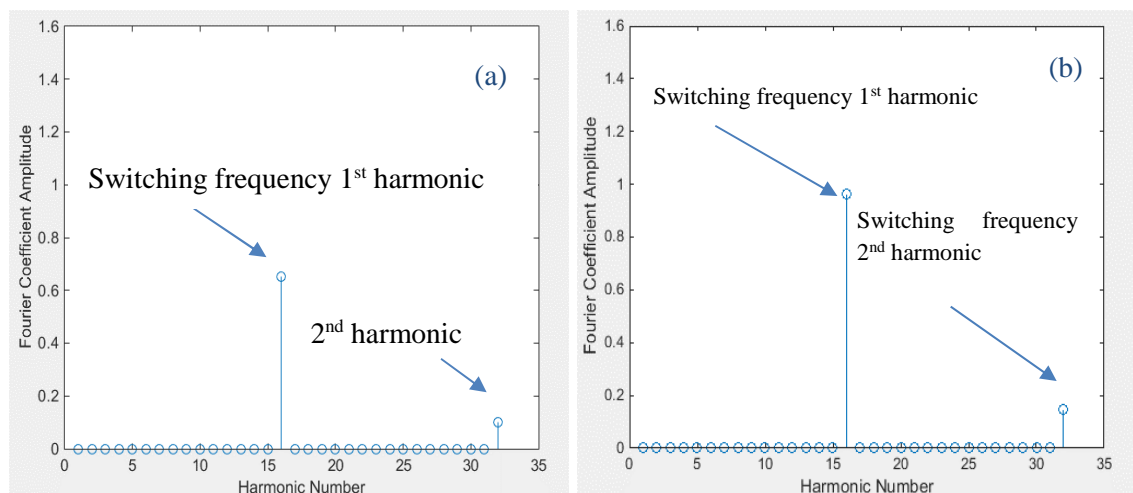 (a)
1.6
1.4
1.2
1
0.8
0.6
0.4
0.2
0
Fourier Coefficient Amplitude
Switching frequency 1st harmonic
2nd harmonic
0 5 10 15 20 25 30 35
Harmonic Number
(b)
1.6
1.4
1.2
1
0.8
0.6
0.4
0.2
0
Fourier Coefficient Amplitude
Switching frequency 1st harmonic
Switching frequency
2nd harmonic
0 5 10 15 20 25 30 35
Harmonic Number